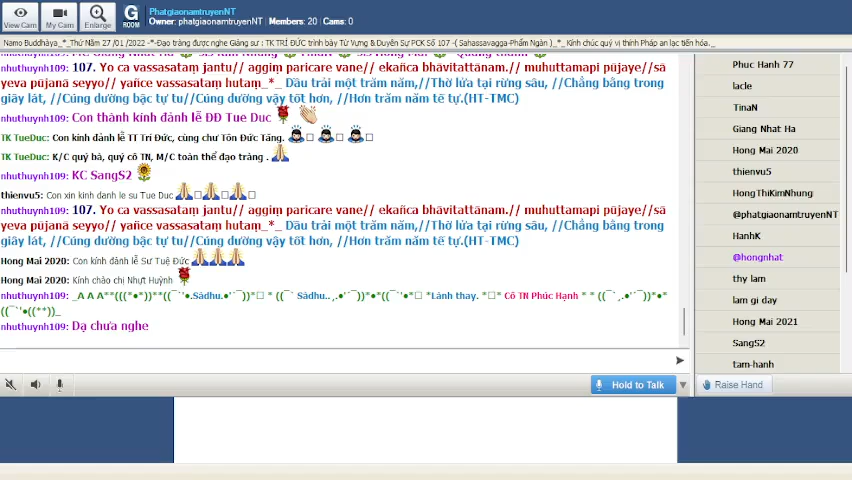 View Cam
My Cam
Enlarge
G
ROOM
PhatgiaonamtruyenNT
Owner: phatgiaonamtruyenNT | Members: 20 | Cams: 0
Namo Buddhàya_*_Thứ Năm 27 /01 /2022 -*-Đạo tràng được nghe Giảng sư : TK TRÍ ĐỨC trình bày Từ Vựng & Duyên Sự PCK Số 107 -( Sahassavagga-Phẩm Ngàn )_*_ Kính chúc quý vị thính Pháp an lạc tiến hóa._
nhuthuynh109: 107. Yo ca vassasataṃ jantu// aggiṃ paricare vane// ekañca bhāvitattānaṃ.// muhuttamapi pūjaye//sā
yeva pūjanā seyyo// yañce vassasataṃ hutaṃ_*_ Dầu trải một trăm năm,//Thờ lửa tại rừng sâu, //Chẳng bằng trong
giây lát, //Cúng dường bậc tự tu//Cúng dường vậy tốt hơn, //Hơn trăm năm tế tự.(HT-TMC)
nhuthuynh109: Con thành kính đảnh lễ ĐĐ Tue Duc
TK TueDuc: Con kính đảnh lễ TT Trí Đức, cùng chư Tôn Đức Tăng.
TK TueDuc: K/C quý bà, quý cô TN, M/C toàn thể đạo tràng .
nhuthuynh109: KC SangS2
thienvu5: Con xin kinh danh le su Tue Duc
nhuthuynh109: 107. Yo ca vassasataṃ jantu// aggiṃ paricare vane// ekañca bhāvitattānaṃ.// muhuttamapi pūjaye//sā
yeva pūjanā seyyo// yañce vassasataṃ hutaṃ_*_ Dầu trải một trăm năm,//Thờ lửa tại rừng sâu, //Chẳng bằng trong
giây lát, //Cúng dường bậc tự tu//Cúng dường vậy tốt hơn, //Hơn trăm năm tế tự.(HT-TMC)
Hong Mai 2020: Con kính đảnh lễ Sư Tuệ Đức
Hong Mai 2020: Kính chào chị Nhựt Huỳnh
nhuthuynh109: _A A A**(((*•*))**((¯`'•.Sàdhu.•'´¯))*□ * ((¯` Sàdhu.. ,.•'´¯))*•*((¯`'•*□ *Lành thay. *□* Cô TN Phúc Hạnh * * ((¯` ,.•'´¯))*•*
((¯`'•((**))_
nhuthuynh109: Dạ chưa nghe
Hold to Talk
Phuc Hanh 77
lacle
TinaN
Giang Nhat Ha
Hong Mai 2020
thienvu5
HongThiKimNhung
@phatgiaonamtruyenNT
HanhK
@hongnhat
thy lam
lam gi day
Hong Mai 2021
SangS2
tam-hanh
Raise Hand